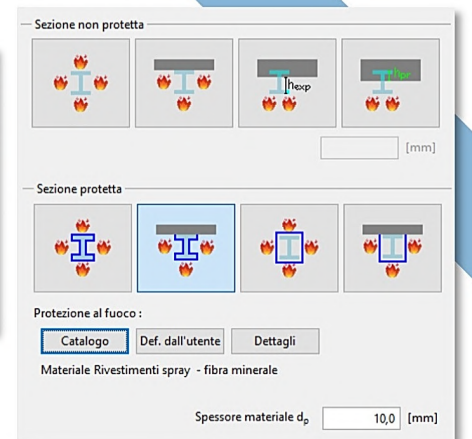 Sezione non protetta
hexp
hpr
[mm]
Sezione protetta
Protezione al fuoco :
Catalogo Def. dall'utente Dettagli
Materiale Rivestimenti spray - fibra minerale
Spessore materiale dp 10,0 [mm]